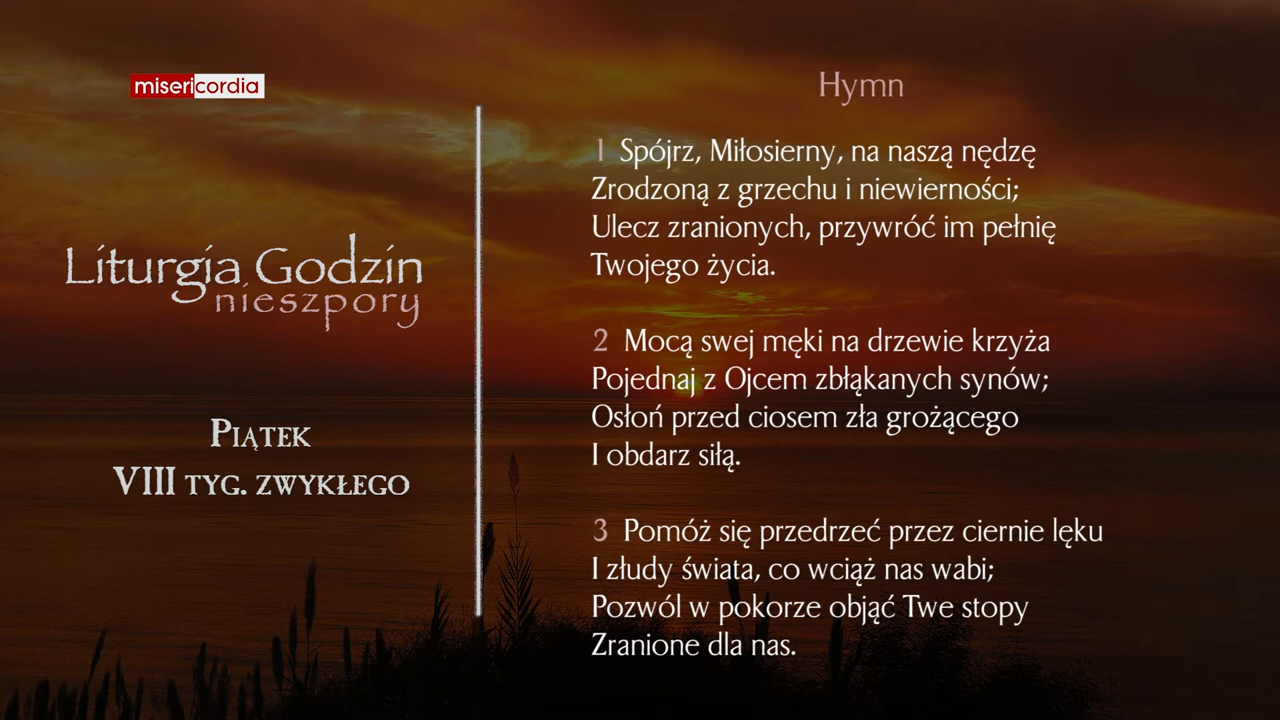 misericordia
Liturgia Godzin
nieszpory
Piątek
VIII tyg. zwykłego
Hymn
1 Spójrz, Miłosierny, na naszą nędzę
Zrodzoną z grzechu i niewierności;
Ulecz zranionych, przywróć im pełnię
Twojego życia.
2 Mocą swej męki na drzewie krzyża
Pojednaj z Ojcem zbłąkanych synów;
Osłoń przed ciosem zła grożącego
I obdarz siłą.
3 Pomóż się przedrzeć przez ciernie lęku
I złudy świata, co wciąż nas wabi;
Pozwól w pokorze objąć Twe stopy
Zranione dla nas.